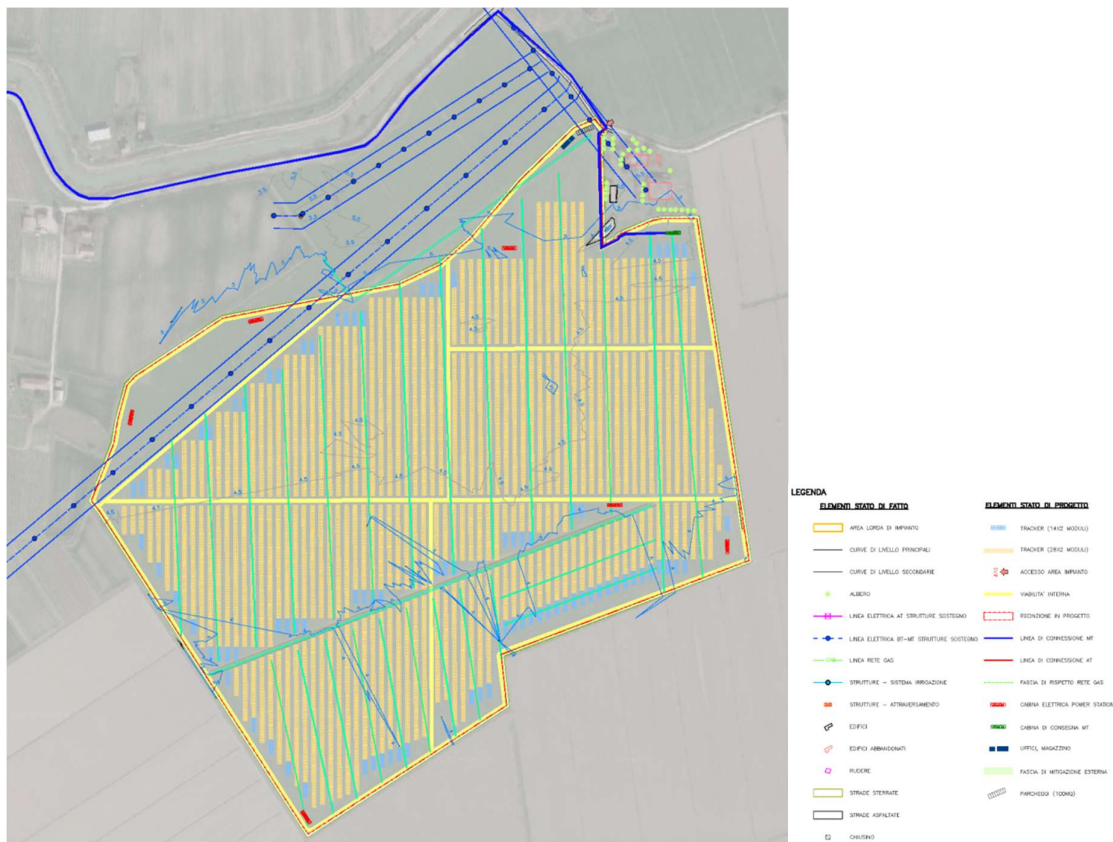 LEGENDA
ELEMENTI STATO DI FATTO
AREA LORDA DI IMPIANTO
CURVE DI LIVELLO PRINCIPALI
CURVE DI LIVELLO SECONDARIE
ALBERO
LINEA ELETTRICA AT STRUTTURE SOSTEGNO
LINEA ELETTRICA BT-MT STRUTTURE SOSTEGNO
LINEA RETE GAS
STRUTTURE - SISTEMA IRRIGAZIONE
STRUTTURE - ATTRAVERSAMENTO
EDIFICI
EDIFICI ABBANDONATI
RUDERE
STRADE STERRATE
STRADE ASFALTATE
CHIUSINO
ELEMENTI STATO DI PROGETTO
TRACKER (14X2 MODULI)
TRACKER (28X2 MODULI)
ACCESSO AREA IMPIANTO
VIABILITA' INTERNA
RECINZIONE IN PROGETTO
LINEA DI CONNESSIONE MT
LINEA DI CONNESSIONE AT
FASCIA DI RISPETTO RETE GAS
CABINA ELETTRICA POWER STATION
CABINA DI CONSEGNA MT
UFFICI, MAGAZZINO
FASCIA DI MITIGAZIONE ESTERNA
PARCHEGGI (100MQ)